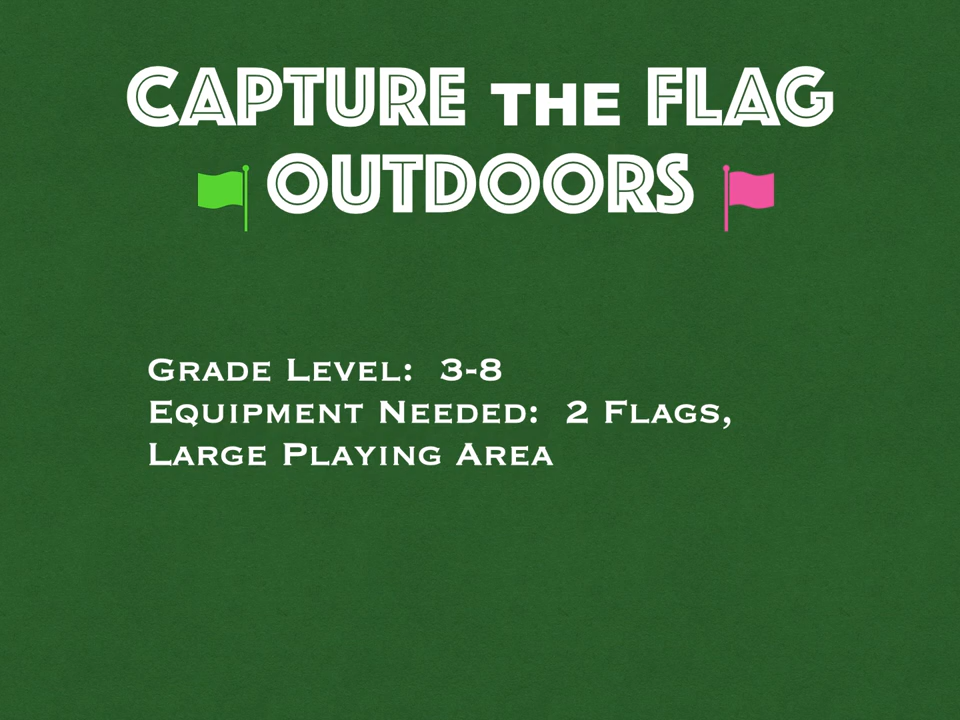 CAPTURE THE FLAG
OUTDOORS
Grade Level: 3-8
Equipment Needed: 2 Flags,
Large Playing Area